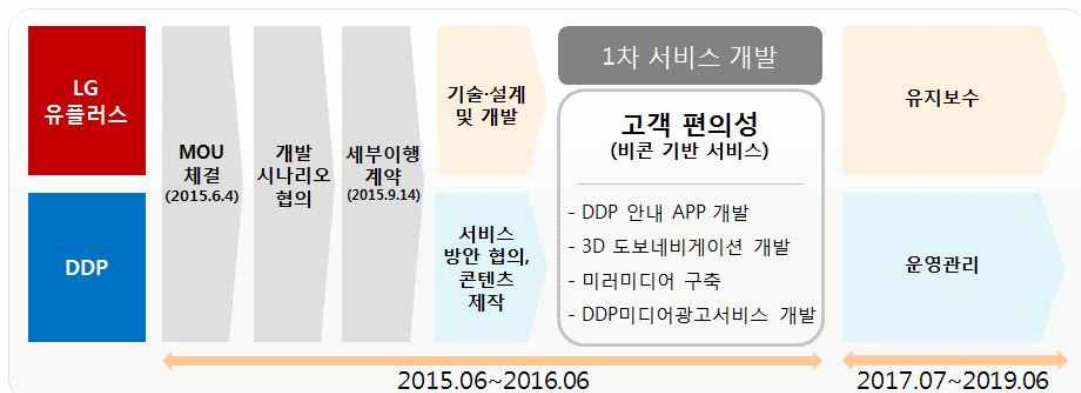 LG
유플러스
DDP
MOU
체결
(2015.6.4)
개발
시나리오
협의
세부이행
계약
(2015.9.14)
기술·설계
및 개발
서비스
방안 협의,
콘텐츠
제작
1차 서비스 개발
고객 편의성
(비콘 기반 서비스)
- DDP 안내 APP 개발
- 3D 도보네비게이션 개발
- 미러미디어 구축
- DDP미디어광고서비스 개발
유지보수
운영관리
2015.06~2016.06
2017.07~2019.06